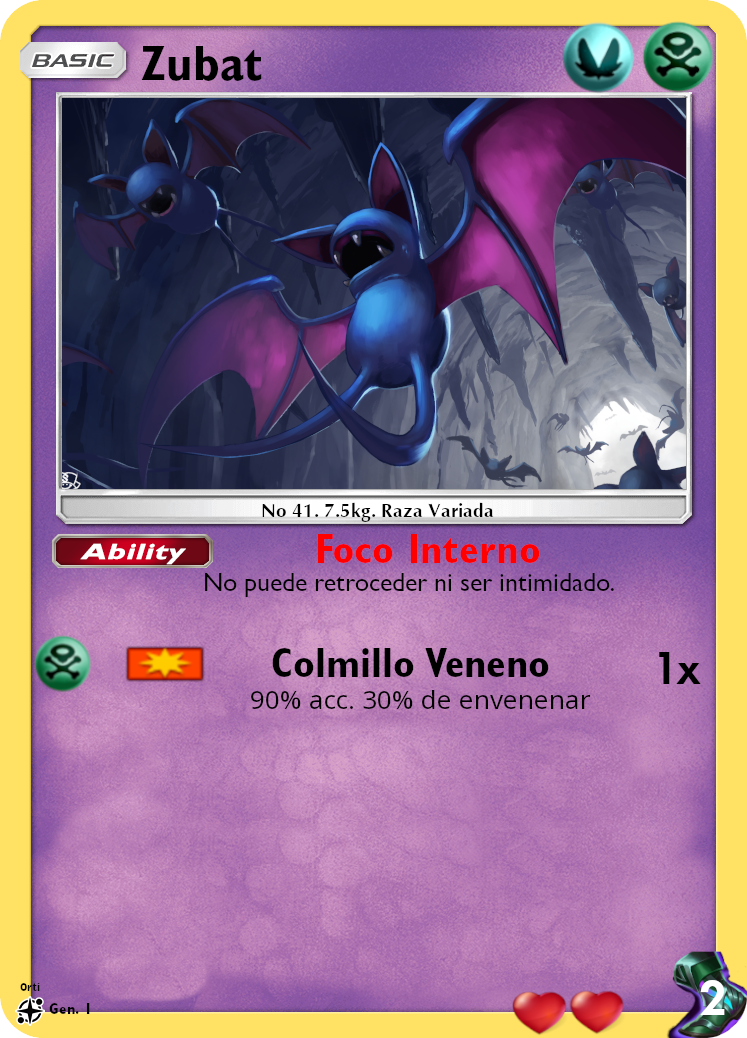 BASIC Zubat
No 41. 7.5kg. Raza Variada
Ability Foco Interno
No puede retroceder ni ser intimidado.
Colmillo Veneno 1x
90% acc. 30% de envenenar
Orti
Gen. 1
2